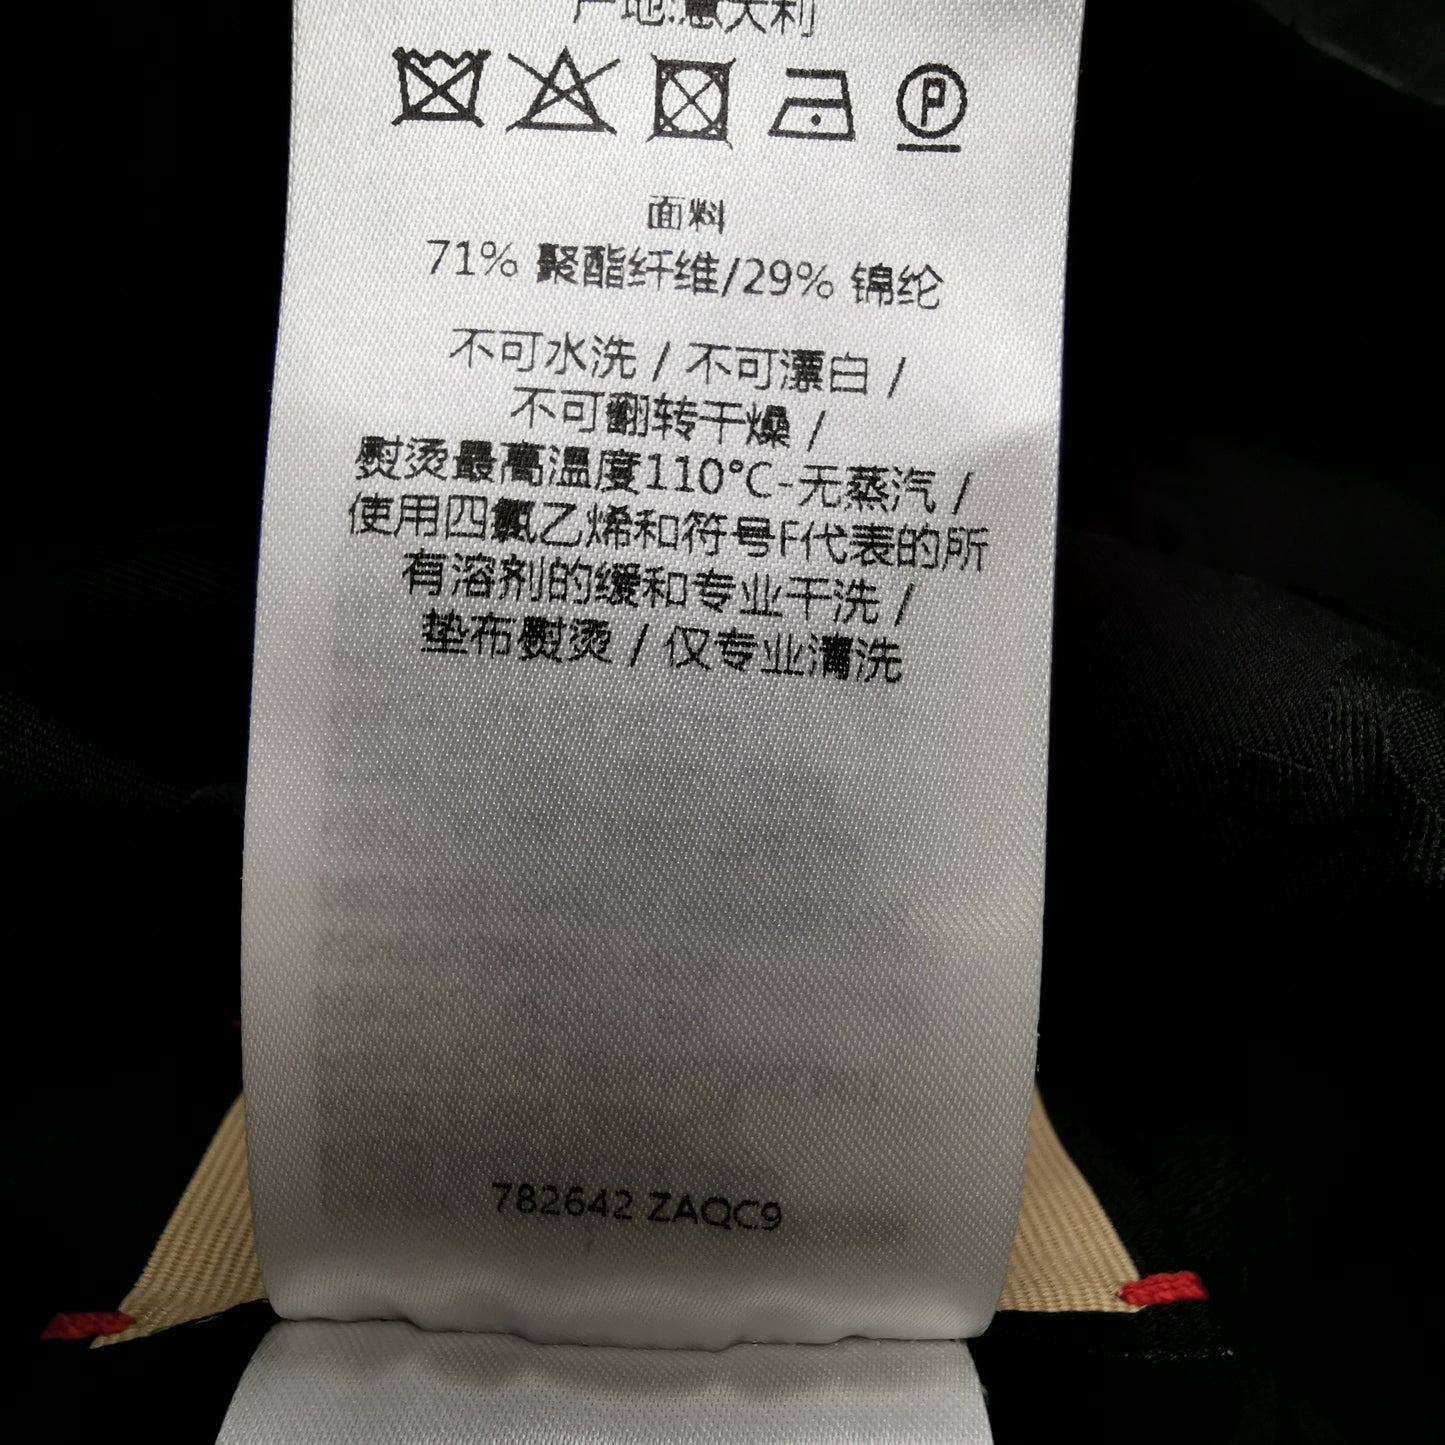 产地:意大利
P
面料
71% 聚酯纤维/29% 锦纶
不可水洗 / 不可漂白 /
不可翻转干燥 /
熨烫最高温度110°C-无蒸汽 /
使用四氯乙烯和符号F代表的所
有溶剂的缓和专业干洗 /
垫布熨烫 / 仅专业清洗
782642 ZAQC9